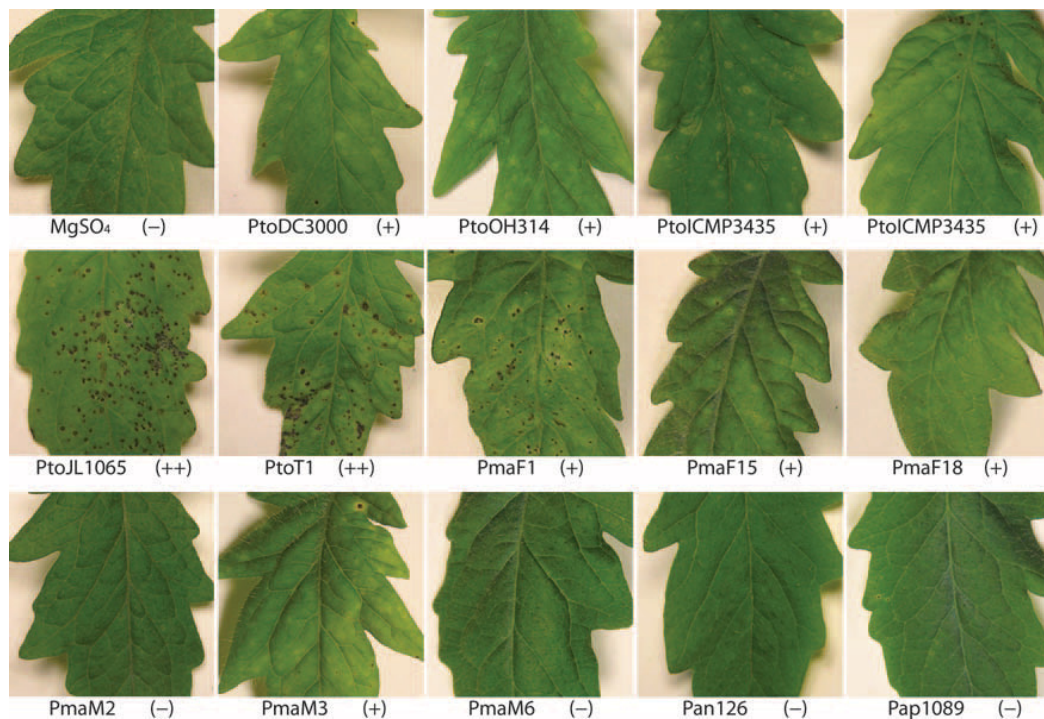 MgSO₄ (–) PtoDC3000 (+) PtoOH314 (+) PtoICMP3435 (+) PtoICMP3435 (+)
PtoJL1065 (++) PtoT1 (++) PmaF1 (+) PmaF15 (+) PmaF18 (+)
PmaM2 (–) PmaM3 (+) PmaM6 (–) Pan126 (–) Pap1089 (–)